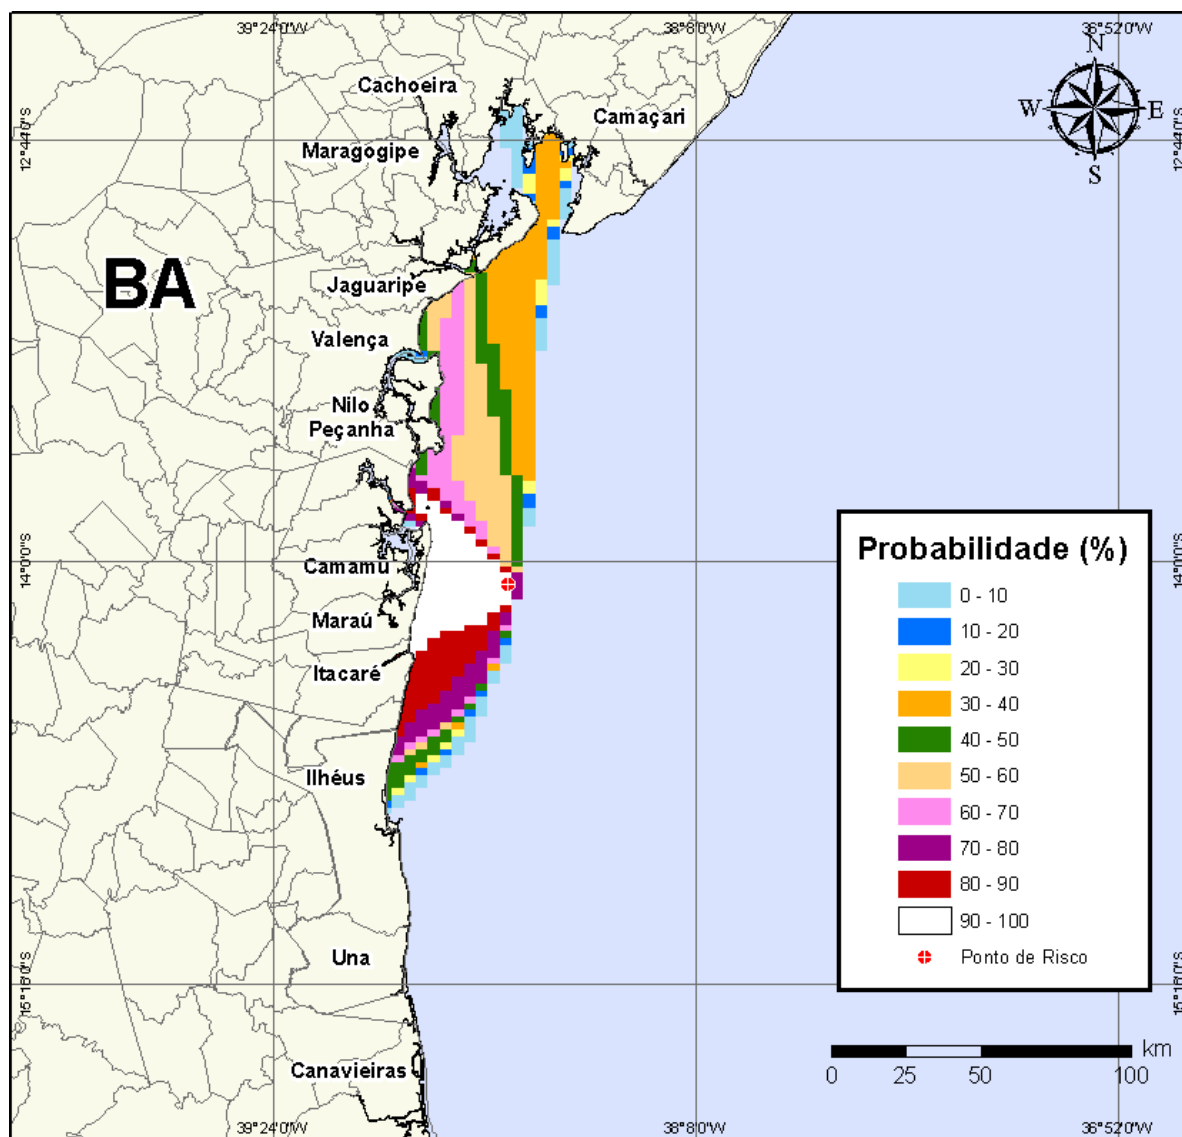 39°24'0"W
38°8'0"W
36°52'0"W
N
W
E
S
Cachoeira
Camaçari
12°44'0"S
12°44'0"S
Maragogipe
BA
Jaguaripe
Valença
Nilo
Peçanha
14°0'0"S
14°0'0"S
Camamú
Maraú
Itacaré
Ilhéus
Una
15°16'0"S
15°16'0"S
Canavieiras
Probabilidade (%)
0 - 10
10 - 20
20 - 30
30 - 40
40 - 50
50 - 60
60 - 70
70 - 80
80 - 90
90 - 100
Ponto de Risco
km
0
25
50
100
39°24'0"W
38°8'0"W
36°52'0"W